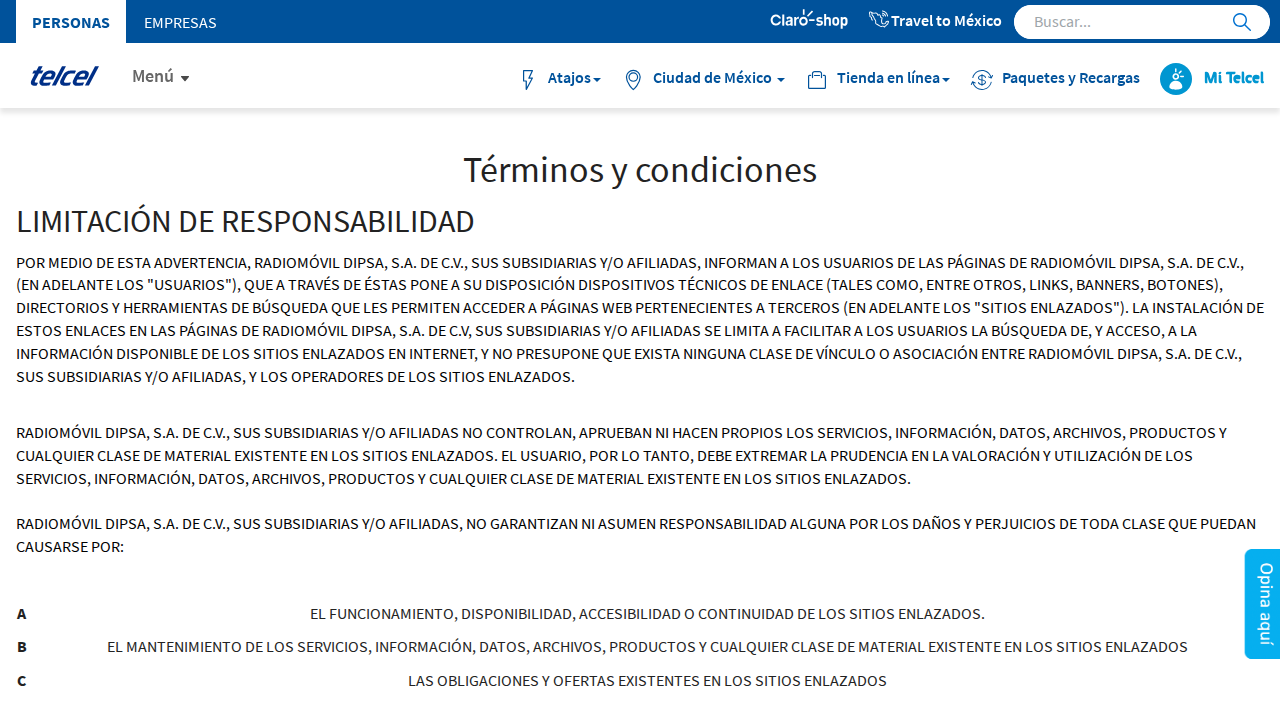 PERSONAS
EMPRESAS
Claro-shop
Travel to México
Buscar...
telcel
Menú
Atajos
Ciudad de México
Tienda en línea
Paquetes y Recargas
Mi Telcel
Términos y condiciones
LIMITACIÓN DE RESPONSABILIDAD
POR MEDIO DE ESTA ADVERTENCIA, RADIOMÓVIL DIPSA, S.A. DE C.V., SUS SUBSIDIARIAS Y/O AFILIADAS, INFORMAN A LOS USUARIOS DE LAS PÁGINAS DE RADIOMÓVIL DIPSA, S.A. DE C.V.,
(EN ADELANTE LOS "USUARIOS"), QUE A TRAVÉS DE ÉSTAS PONE A SU DISPOSICIÓN DISPOSITIVOS TÉCNICOS DE ENLACE (TALES COMO, ENTRE OTROS, LINKS, BANNERS, BOTONES),
DIRECTORIOS Y HERRAMIENTAS DE BÚSQUEDA QUE LES PERMITEN ACCEDER A PÁGINAS WEB PERTENECIENTES A TERCEROS (EN ADELANTE LOS "SITIOS ENLAZADOS"). LA INSTALACIÓN DE
ESTOS ENLACES EN LAS PÁGINAS DE RADIOMÓVIL DIPSA, S.A. DE C.V, SUS SUBSIDIARIAS Y/O AFILIADAS SE LIMITA A FACILITAR A LOS USUARIOS LA BÚSQUEDA DE, Y ACCESO, A LA
INFORMACIÓN DISPONIBLE DE LOS SITIOS ENLAZADOS EN INTERNET, Y NO PRESUPONE QUE EXISTA NINGUNA CLASE DE VÍNCULO O ASOCIACIÓN ENTRE RADIOMÓVIL DIPSA, S.A. DE C.V.,
SUS SUBSIDIARIAS Y/O AFILIADAS, Y LOS OPERADORES DE LOS SITIOS ENLAZADOS.
RADIOMÓVIL DIPSA, S.A. DE C.V., SUS SUBSIDIARIAS Y/O AFILIADAS NO CONTROLAN, APRUEBAN NI HACEN PROPIOS LOS SERVICIOS, INFORMACIÓN, DATOS, ARCHIVOS, PRODUCTOS Y
CUALQUIER CLASE DE MATERIAL EXISTENTE EN LOS SITIOS ENLAZADOS. EL USUARIO, POR LO TANTO, DEBE EXTREMAR LA PRUDENCIA EN LA VALORACIÓN Y UTILIZACIÓN DE LOS
SERVICIOS, INFORMACIÓN, DATOS, ARCHIVOS, PRODUCTOS Y CUALQUIER CLASE DE MATERIAL EXISTENTE EN LOS SITIOS ENLAZADOS.
RADIOMÓVIL DIPSA, S.A. DE C.V., SUS SUBSIDIARIAS Y/O AFILIADAS, NO GARANTIZAN NI ASUMEN RESPONSABILIDAD ALGUNA POR LOS DAÑOS Y PERJUICIOS DE TODA CLASE QUE PUEDAN
CAUSARSE POR:
Opina aquí
A EL FUNCIONAMIENTO, DISPONIBILIDAD, ACCESIBILIDAD O CONTINUIDAD DE LOS SITIOS ENLAZADOS.
B EL MANTENIMIENTO DE LOS SERVICIOS, INFORMACIÓN, DATOS, ARCHIVOS, PRODUCTOS Y CUALQUIER CLASE DE MATERIAL EXISTENTE EN LOS SITIOS ENLAZADOS
C LAS OBLIGACIONES Y OFERTAS EXISTENTES EN LOS SITIOS ENLAZADOS